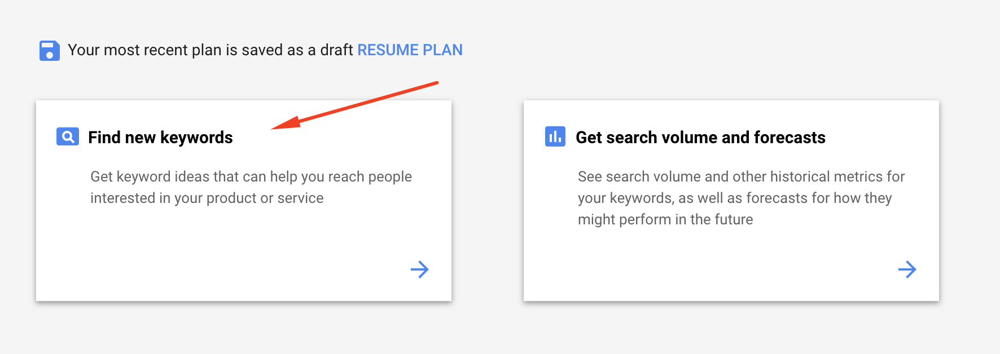 Your most recent plan is saved as a draft RESUME PLAN
Find new keywords
Get keyword ideas that can help you reach people
interested in your product or service
Get search volume and forecasts
See search volume and other historical metrics for
your keywords, as well as forecasts for how they
might perform in the future